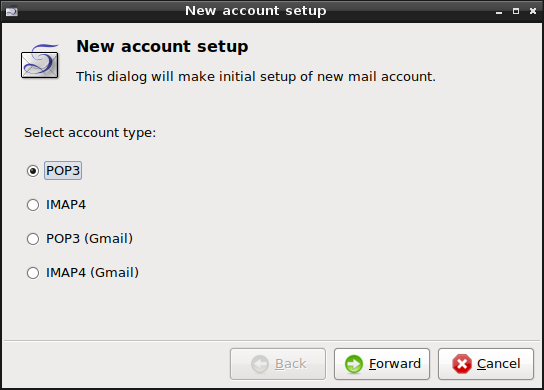 New account setup
New account setup
This dialog will make initial setup of new mail account.
Select account type:
POP3
IMAP4
POP3 (Gmail)
IMAP4 (Gmail)
Back Forward Cancel